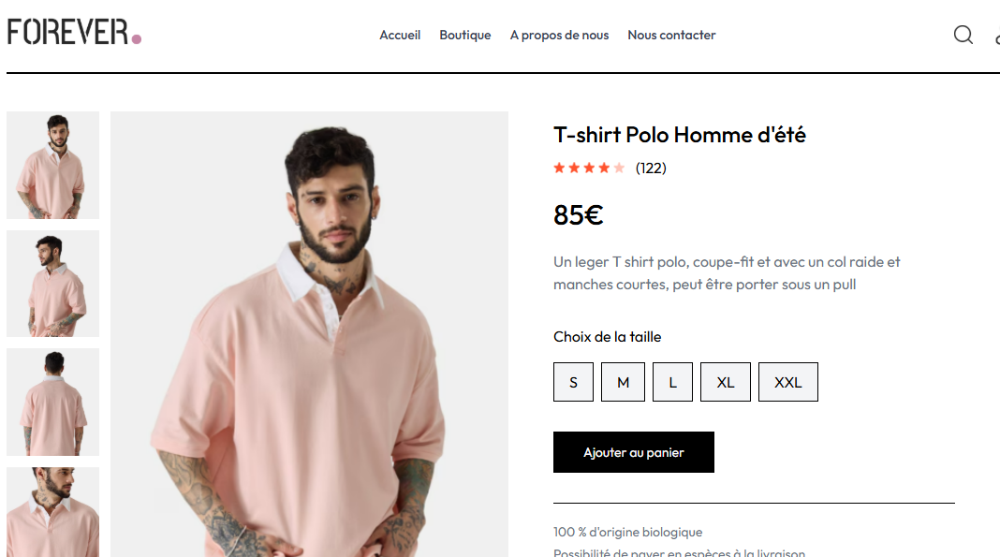 FOREVER.
Accueil Boutique A propos de nous Nous contacter
T-shirt Polo Homme d'été
(122)
85€
Un leger T shirt polo, coupe-fit et avec un col raide et
manches courtes, peut être porter sous un pull
Choix de la taille
S M L XL XXL
Ajouter au panier
100 % d'origine biologique
Possibilité de payer en espèces à la livraison